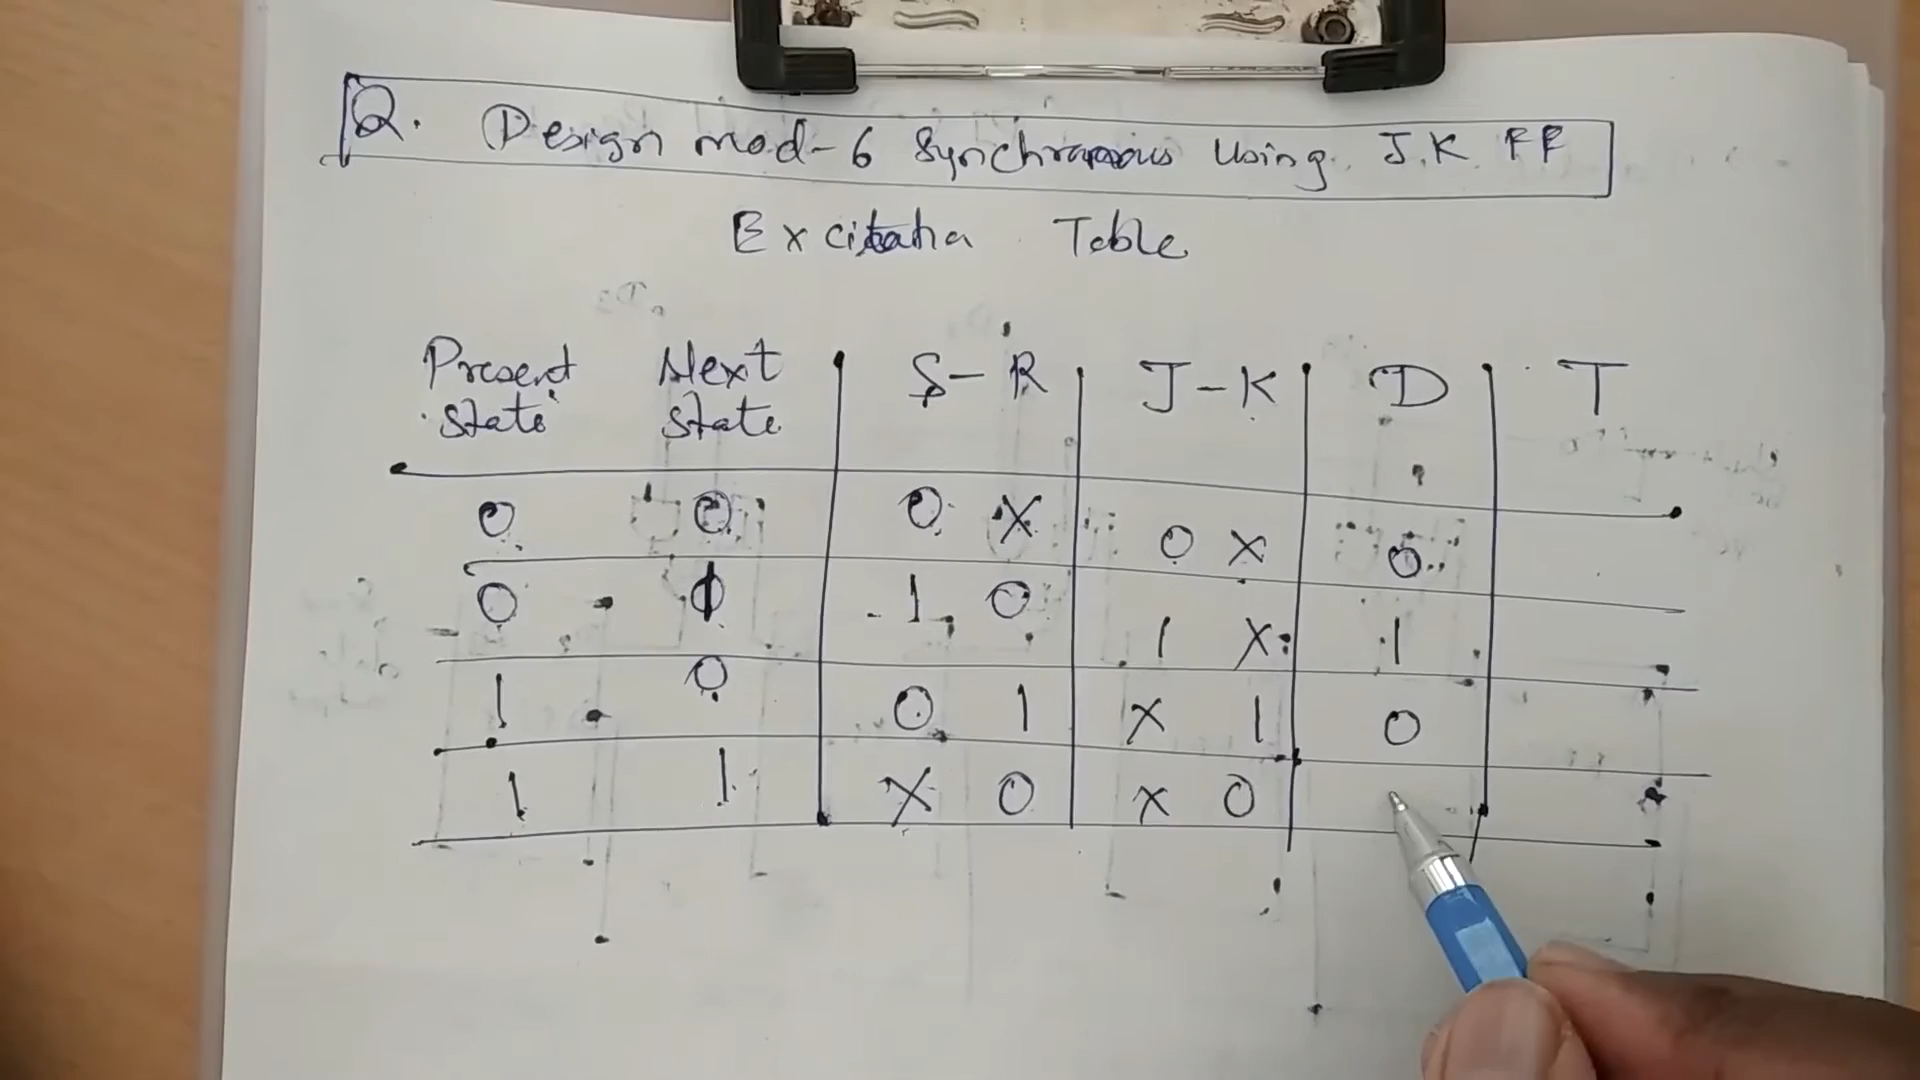 Q. Design mod-6 Synchronous Using J.K FF
Excitation Table
Present state Next state S-R J-K D T
0 0 0 X 0 X 0
0 1 1 0 1 X 1
1 0 0 1 X 1 0
1 1 X 0 X 0